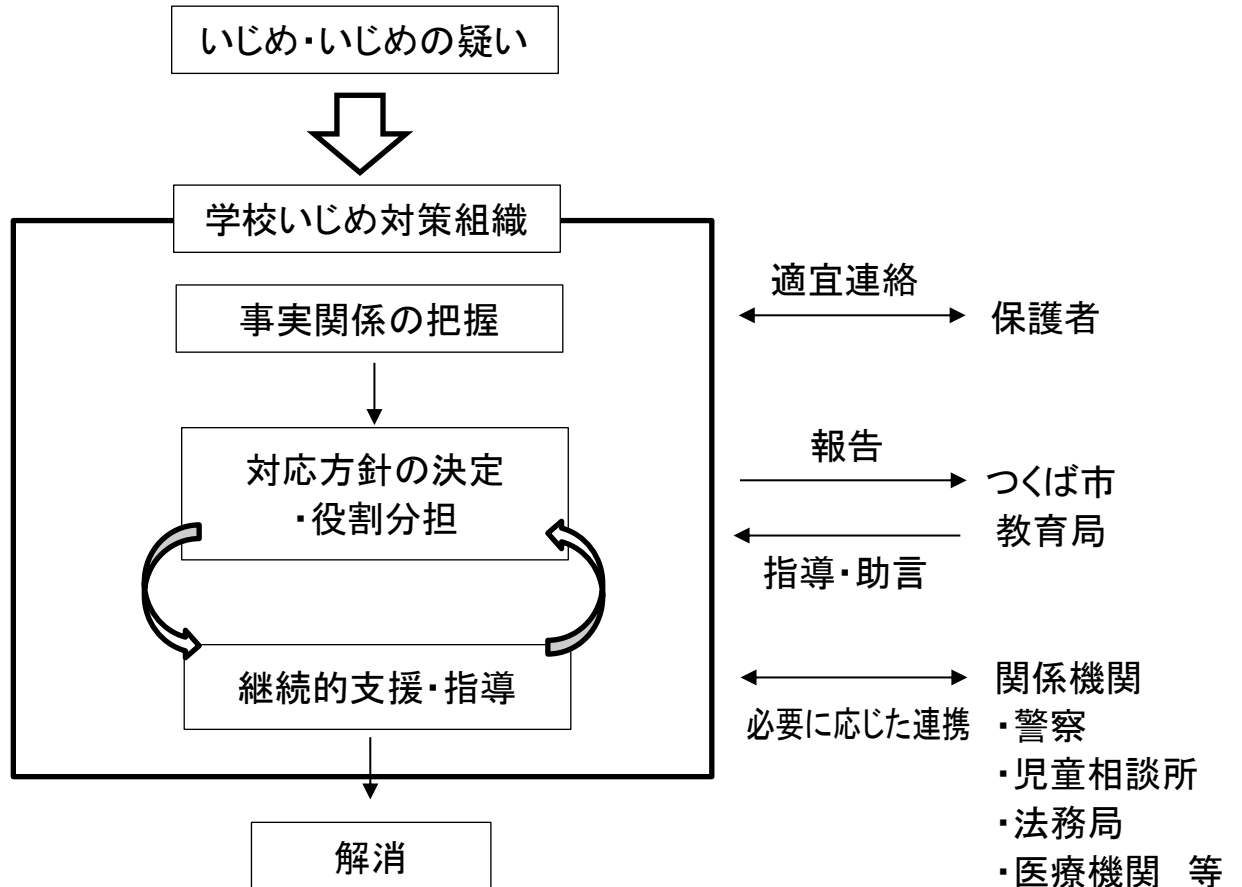 いじめ・いじめの疑い
学校いじめ対策組織
事実関係の把握
対応方針の決定
・役割分担
継続的支援・指導
解消
適宜連絡
保護者
報告
つくば市
教育局
指導・助言
関係機関
必要に応じた連携
・警察
・児童相談所
・法務局
・医療機関　等